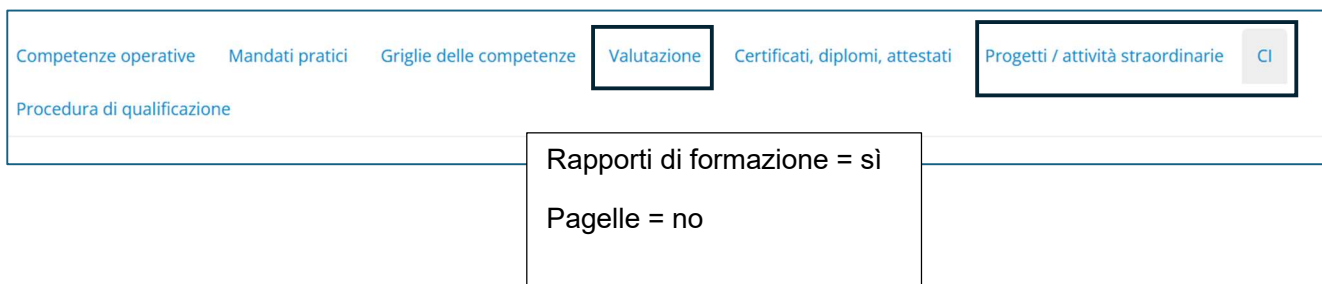 Competenze operative Mandati pratici Griglie delle competenze Valutazione Certificati, diplomi, attestati Progetti / attività straordinarie CI
Procedura di qualificazione
Rapporti di formazione = sì
Pagelle = no